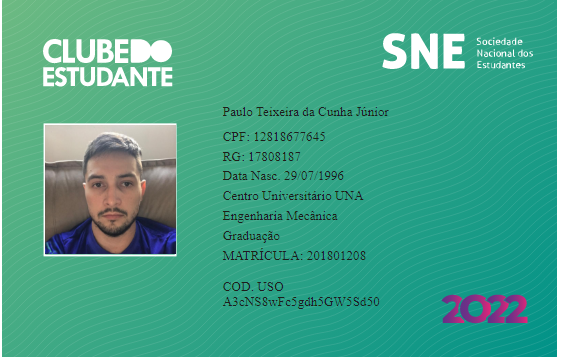 CLUBEDO
ESTUDANTE
SNE
Sociedade
Nacional dos
Estudantes
Paulo Teixeira da Cunha Júnior
CPF: 12818677645
RG: 17808187
Data Nasc. 29/07/1996
Centro Universitário UNA
Engenharia Mecânica
Graduação
MATRÍCULA: 201801208
COD. USO
A3cNS8wFc5gdh5GW5Sd50
2022